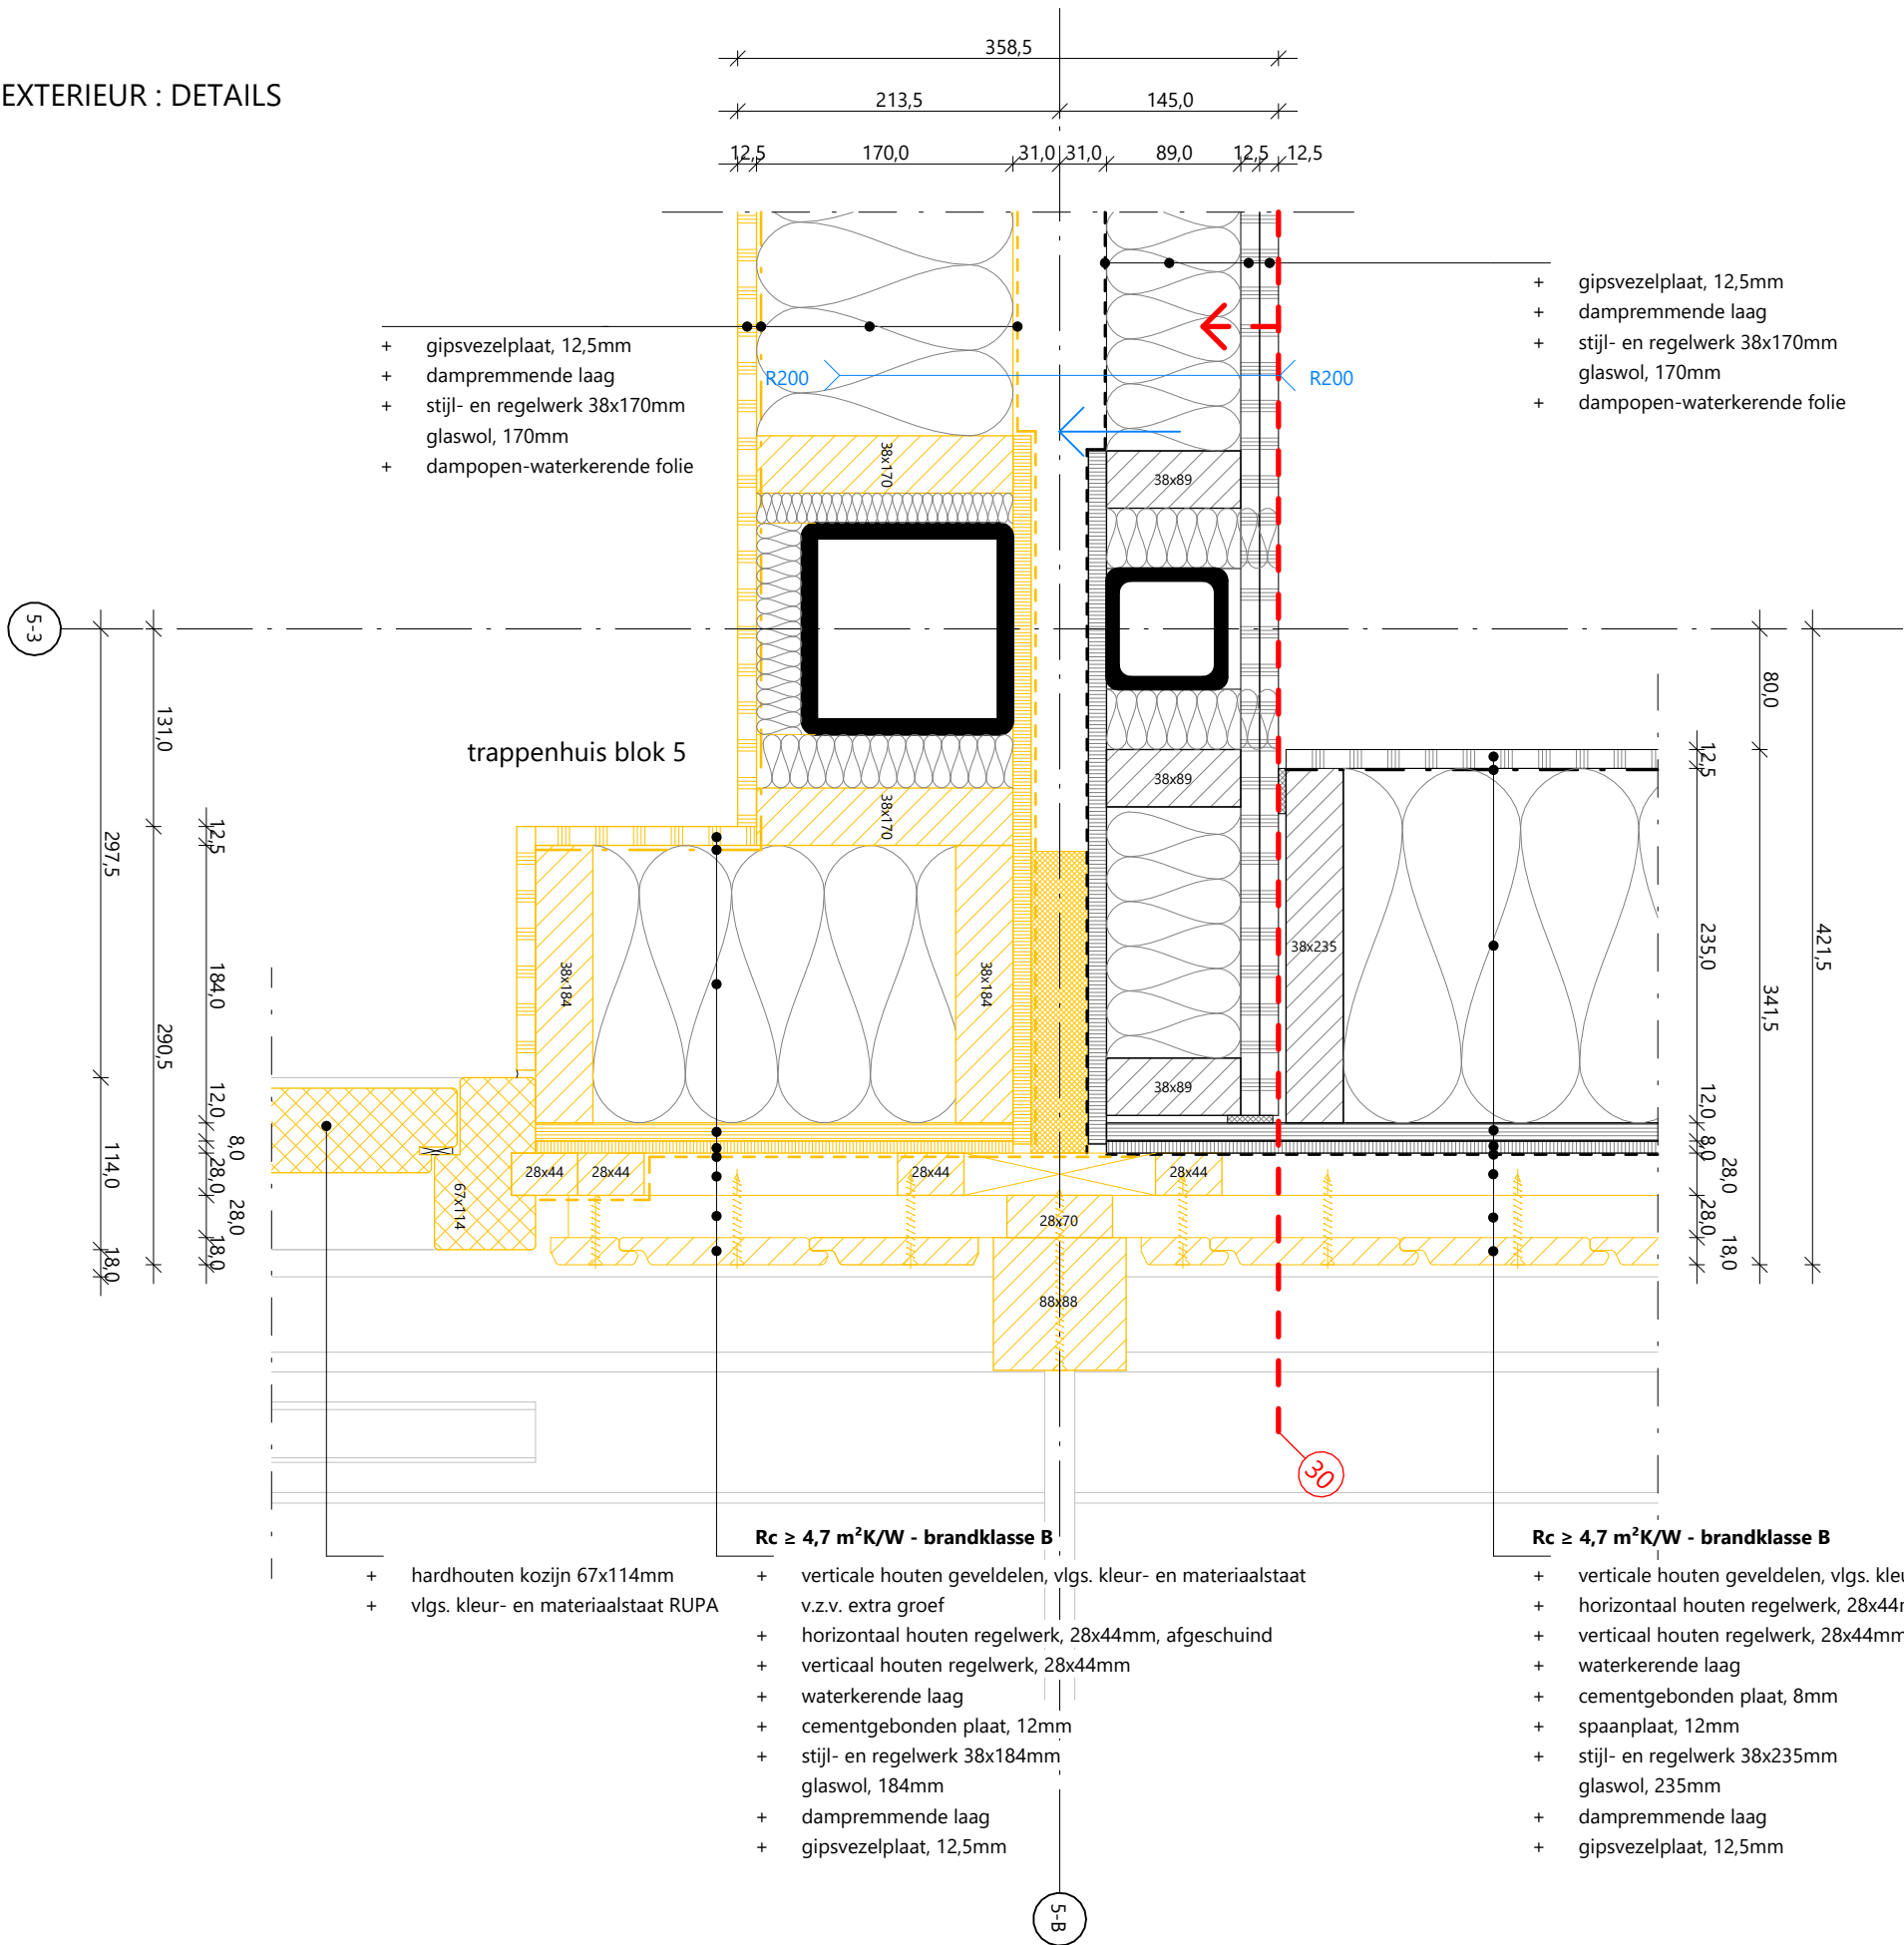 EXTERIEUR : DETAILS
358,5
213,5
145,0
12,5
170,0
31,0
31,0
89,0
12,5
12,5
+ gipsvezelplaat, 12,5mm
+ dampremmende laag
+ stijl- en regelwerk 38x170mm
glaswol, 170mm
+ dampopen-waterkerende folie
+ gipsvezelplaat, 12,5mm
+ dampremmende laag
+ stijl- en regelwerk 38x170mm
glaswol, 170mm
+ dampopen-waterkerende folie
R200
R200
38x170
38x89
5-3
trappenhuis blok 5
38x89
38x170
38x184
38x184
38x235
38x89
28x44
28x44
28x44
28x44
67x114
28x70
88x88
297,5
114,0
18,0
131,0
290,5
12,5
184,0
12,0
8,0
28,0
28,0
18,0
12,5
235,0
12,0
8,0
28,0
28,0
18,0
80,0
341,5
421,5
30
+ hardhouten kozijn 67x114mm
+ vlgs. kleur- en materiaalstaat RUPA
Rc ≥ 4,7 m²K/W - brandklasse B
+ verticale houten geveldelen, vlgs. kleur- en materiaalstaat
v.z.v. extra groef
+ horizontaal houten regelwerk, 28x44mm, afgeschuind
+ verticaal houten regelwerk, 28x44mm
+ waterkerende laag
+ cementgebonden plaat, 12mm
+ stijl- en regelwerk 38x184mm
glaswol, 184mm
+ dampremmende laag
+ gipsvezelplaat, 12,5mm
Rc ≥ 4,7 m²K/W - brandklasse B
+ verticale houten geveldelen, vlgs.
+ horizontaal houten regelwerk,
+ verticaal houten regelwerk, 28x44mm
+ waterkerende laag
+ cementgebonden plaat, 8mm
+ spaanplaat, 12mm
+ stijl- en regelwerk 38x235mm
glaswol, 235mm
+ dampremmende laag
+ gipsvezelplaat, 12,5mm
5-B